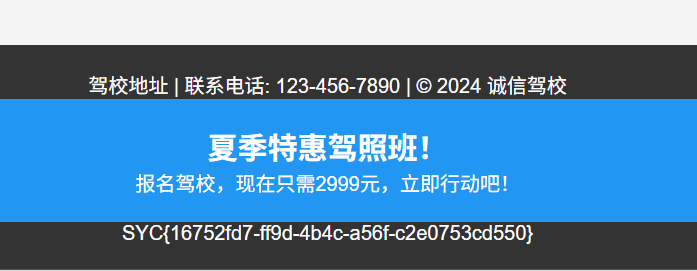 驾校地址 | 联系电话: 123-456-7890 | © 2024 诚信驾校
夏季特惠驾照班！
报名驾校，现在只需2999元，立即行动吧！
SYC{16752fd7-ff9d-4b4c-a56f-c2e0753cd550}